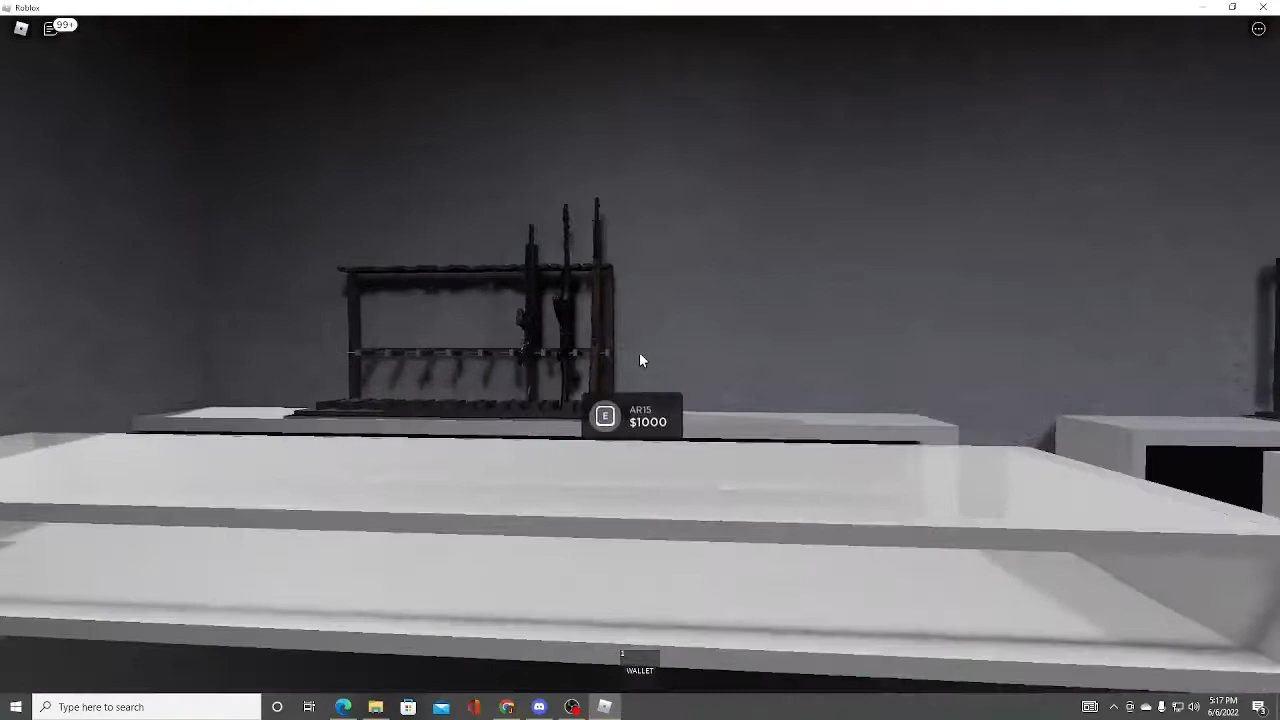 Roblox
99+
E
AR15
$1000
1
WALLET
Type here to search
5:17 PM
6/6/2022